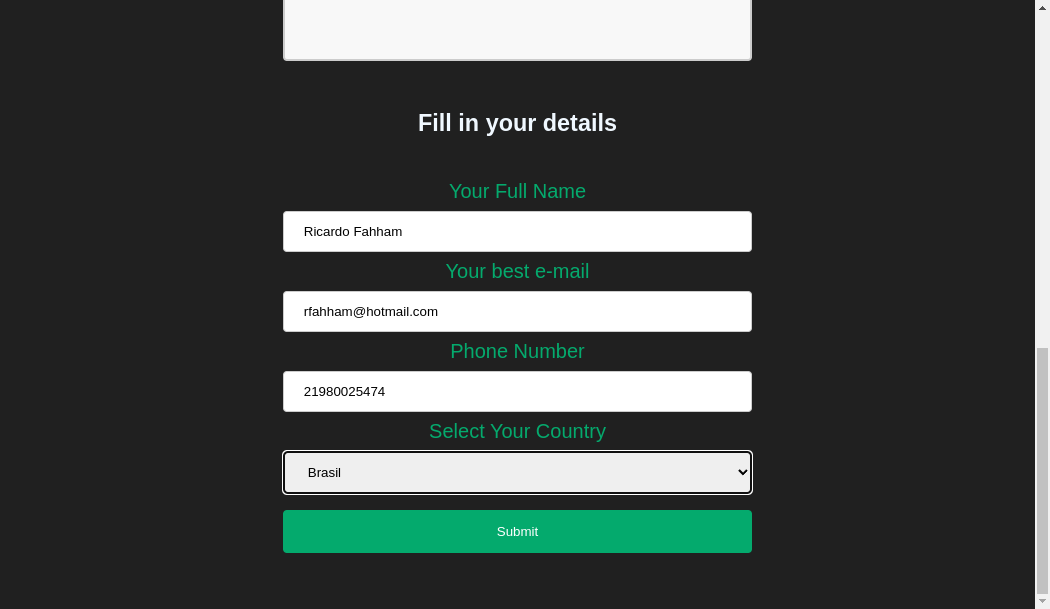 Fill in your details
Your Full Name
Ricardo Fahham
Your best e-mail
rfahham@hotmail.com
Phone Number
21980025474
Select Your Country
Brasil
Submit